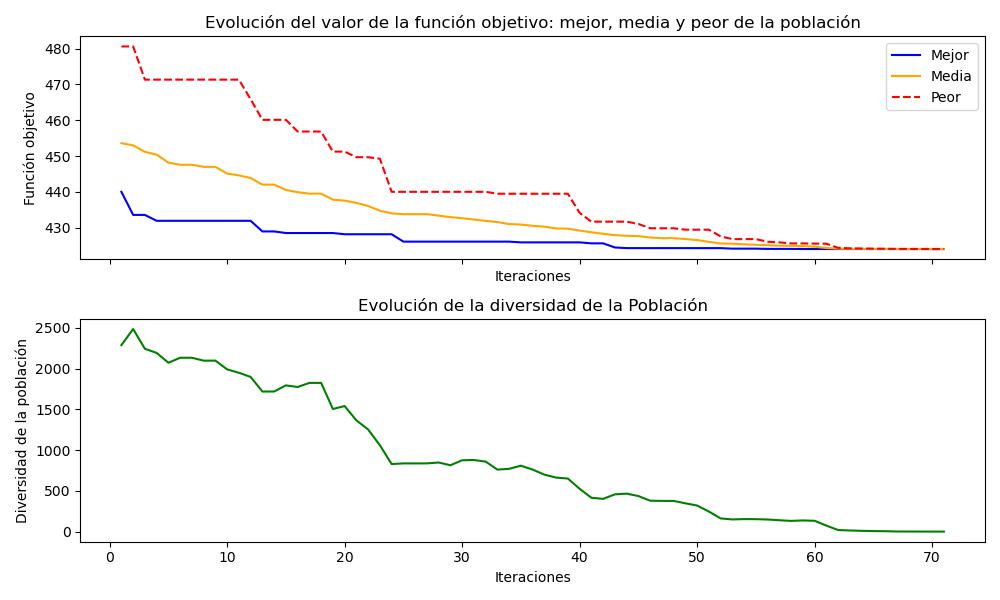 Evolución del valor de la función objetivo: mejor, media y peor de la población
Función objetivo
480
470
460
450
440
430
Mejor
Media
Peor
Iteraciones
Evolución de la diversidad de la Población
Diversidad de la población
2500
2000
1500
1000
500
0
0 10 20 30 40 50 60 70
Iteraciones